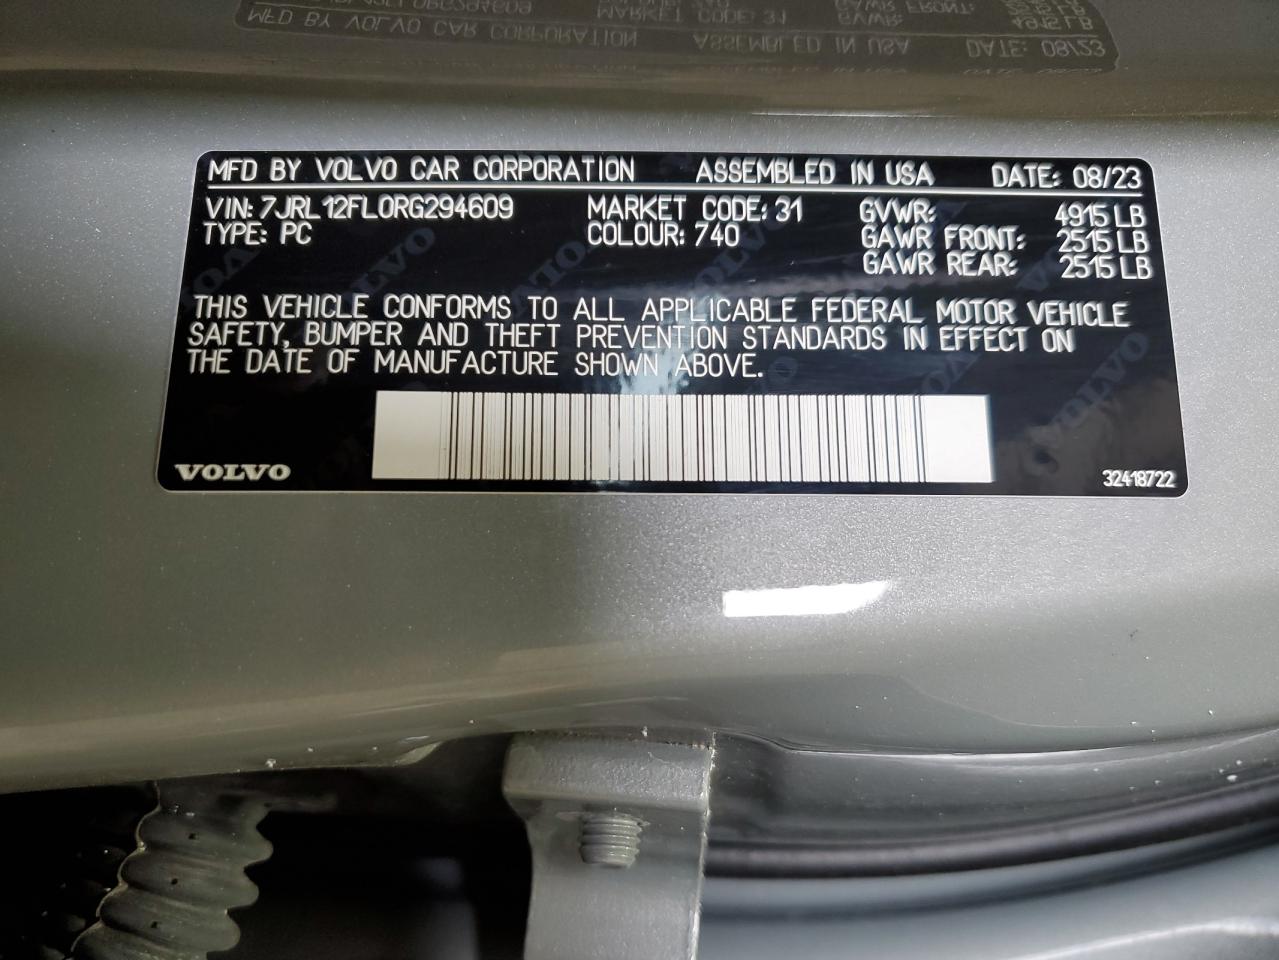 MFD BY VOLVO CAR CORPORATION ASSEMBLED IN USA DATE: 08/23
VIN: 7JRL12FL0RG294609 MARKET CODE: 31 GVWR: 4915 LB
TYPE: PC COLOUR: 740 GAWR FRONT: 2515 LB
GAWR REAR: 2515 LB
THIS VEHICLE CONFORMS TO ALL APPLICABLE FEDERAL MOTOR VEHICLE
SAFETY, BUMPER AND THEFT PREVENTION STANDARDS IN EFFECT ON
THE DATE OF MANUFACTURE SHOWN ABOVE.
VOLVO 32418722